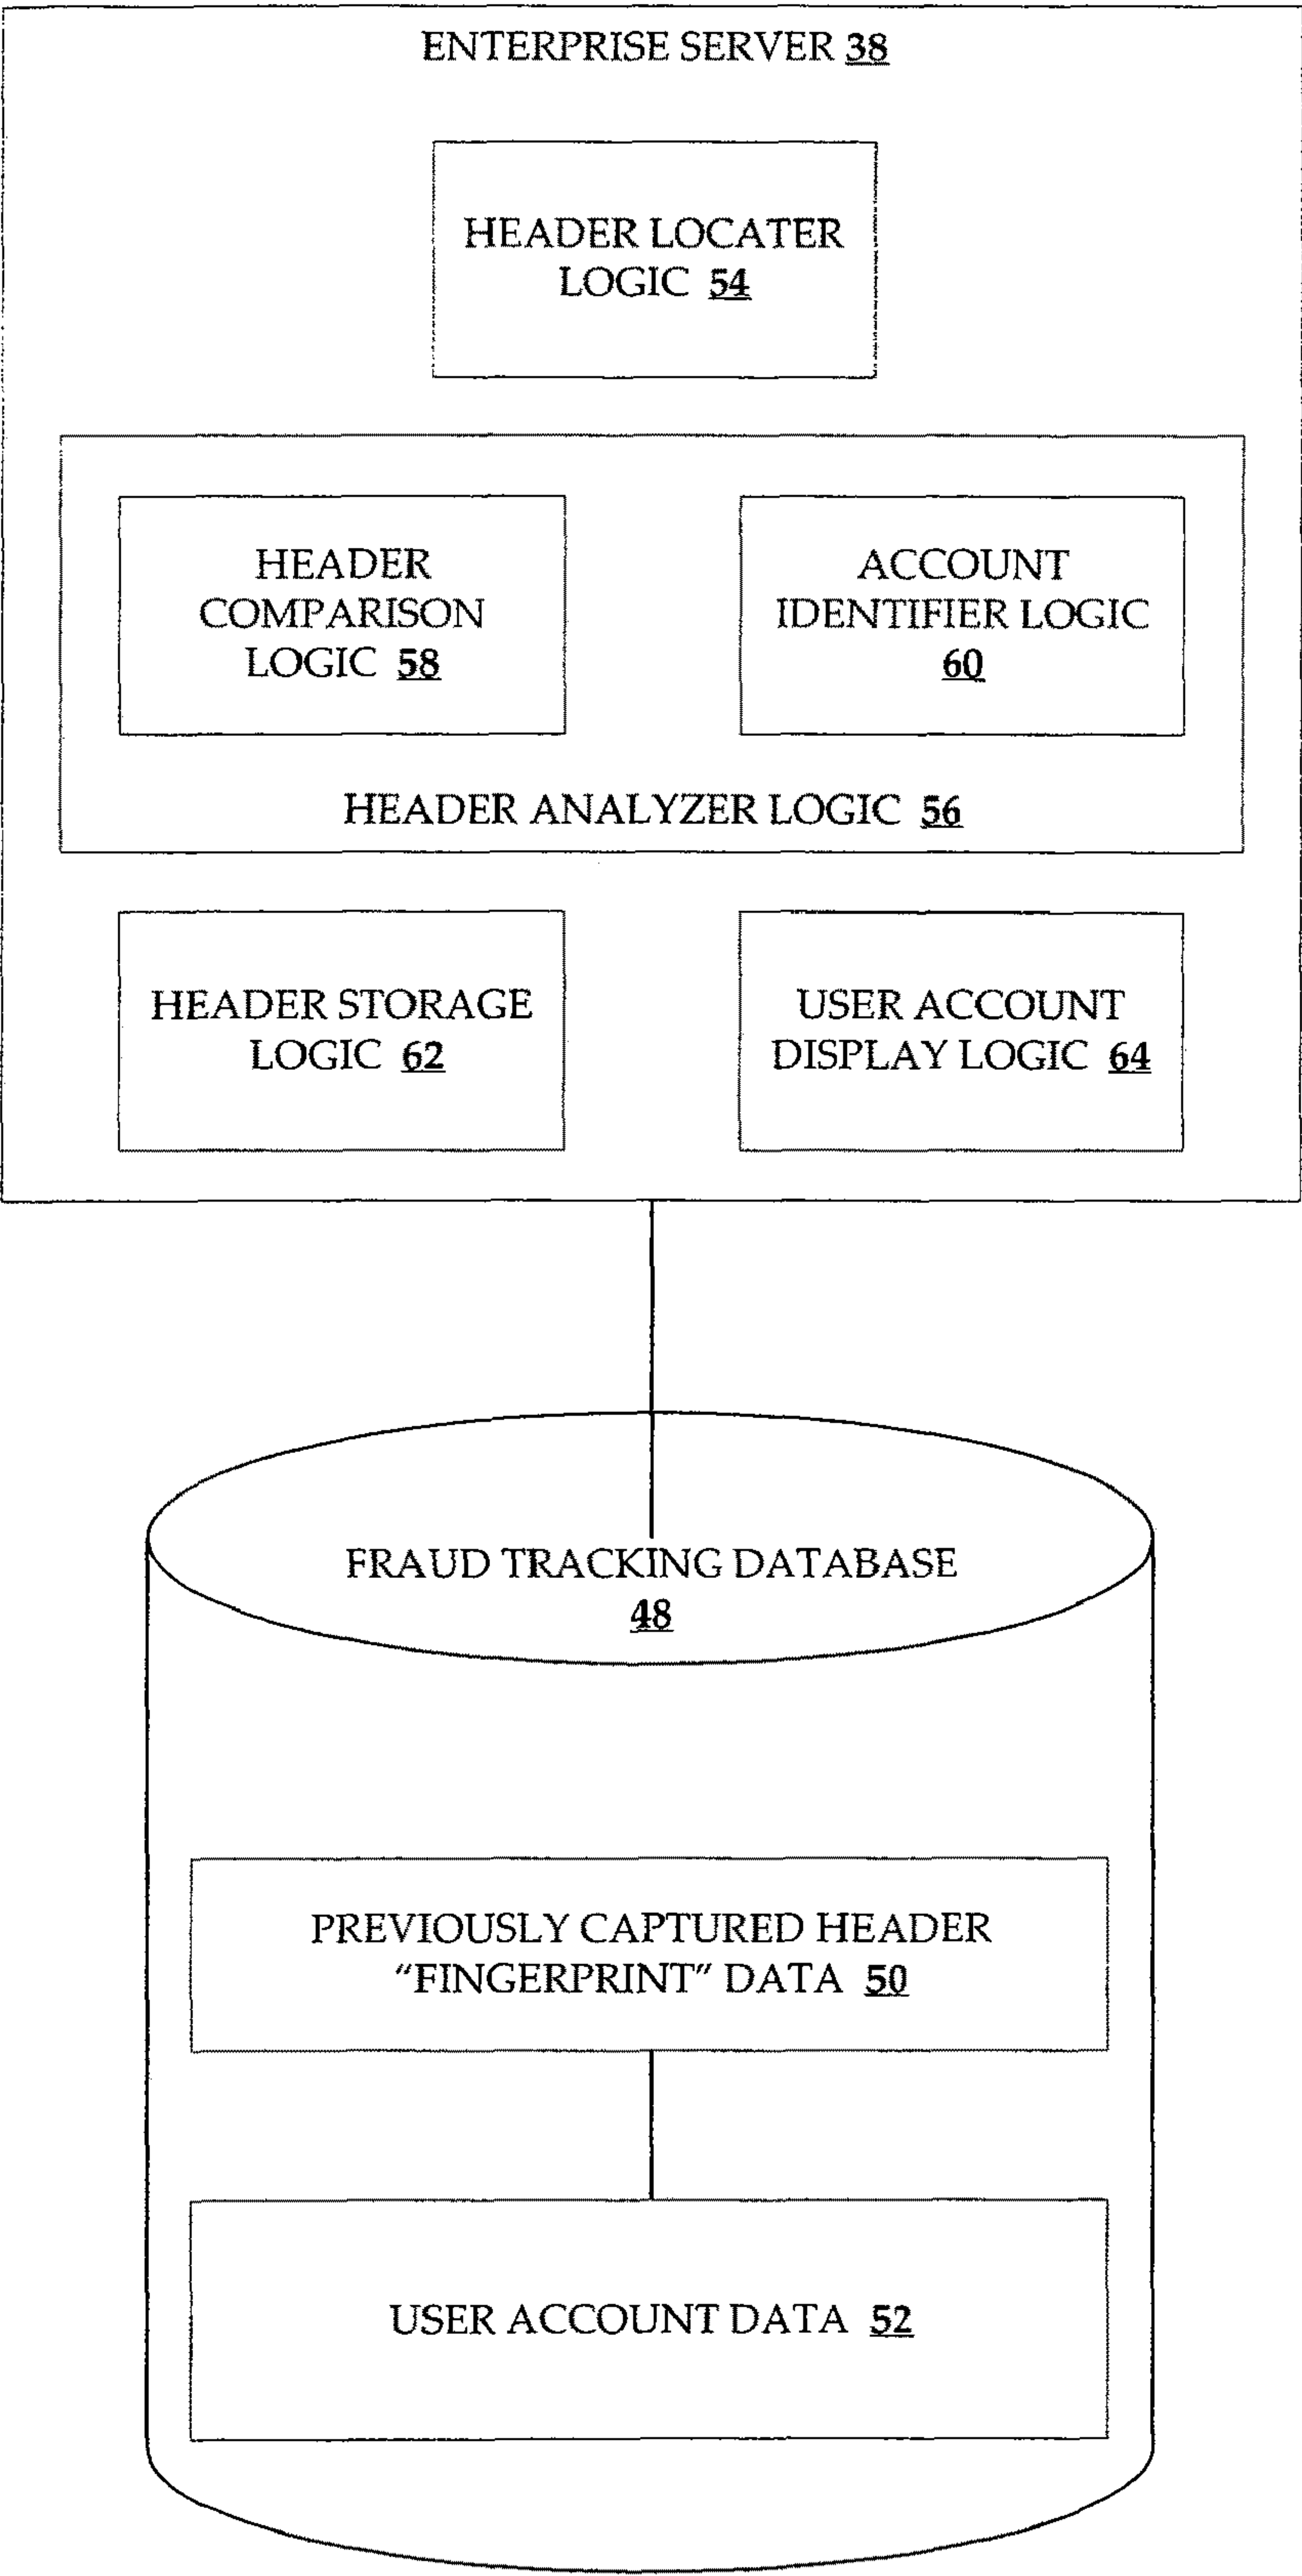 ENTERPRISE SERVER 38
HEADER LOCATER
LOGIC 54
HEADER
COMPARISON
LOGIC 58
ACCOUNT
IDENTIFIER LOGIC
60
HEADER ANALYZER LOGIC 56
HEADER STORAGE
LOGIC 62
USER ACCOUNT
DISPLAY LOGIC 64
FRAUD TRACKING DATABASE
48
PREVIOUSLY CAPTURED HEADER
"FINGERPRINT" DATA 50
USER ACCOUNT DATA 52